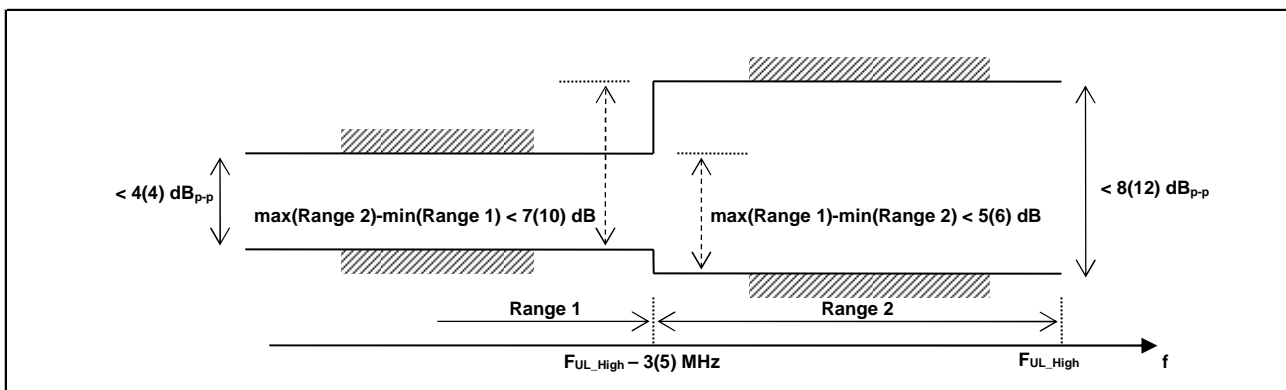 < 4(4) dBp-p
max(Range 2)-min(Range 1) < 7(10) dB
max(Range 1)-min(Range 2) < 5(6) dB
< 8(12) dBp-p
Range 1
Range 2
FUL_High – 3(5) MHz
FUL_High
f